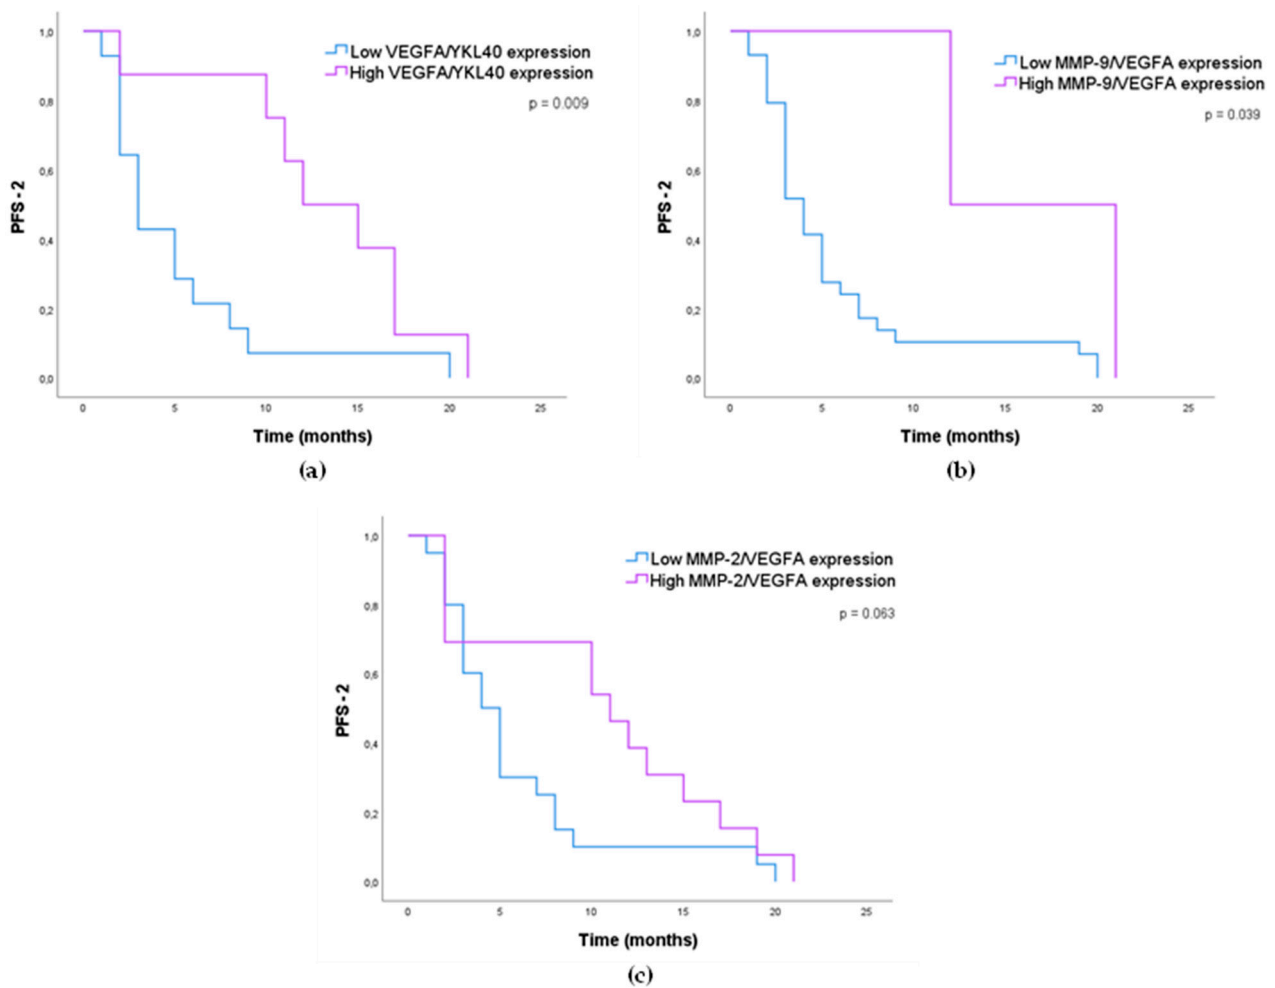 1,0
0,8
0,6
0,4
0,2
0,0
PFS - 2
Low VEGFA/YKL40 expression
High VEGFA/YKL40 expression
p = 0.009
0 5 10 15 20 25
Time (months)
(a)
1,0
0,8
0,6
0,4
0,2
0,0
PFS - 2
Low MMP-9/VEGFA expression
High MMP-9/VEGFA expression
p = 0.039
0 5 10 15 20 25
Time (months)
(b)
1,0
0,8
0,6
0,4
0,2
0,0
PFS - 2
Low MMP-2/VEGFA expression
High MMP-2/VEGFA expression
p = 0.063
0 5 10 15 20 25
Time (months)
(c)